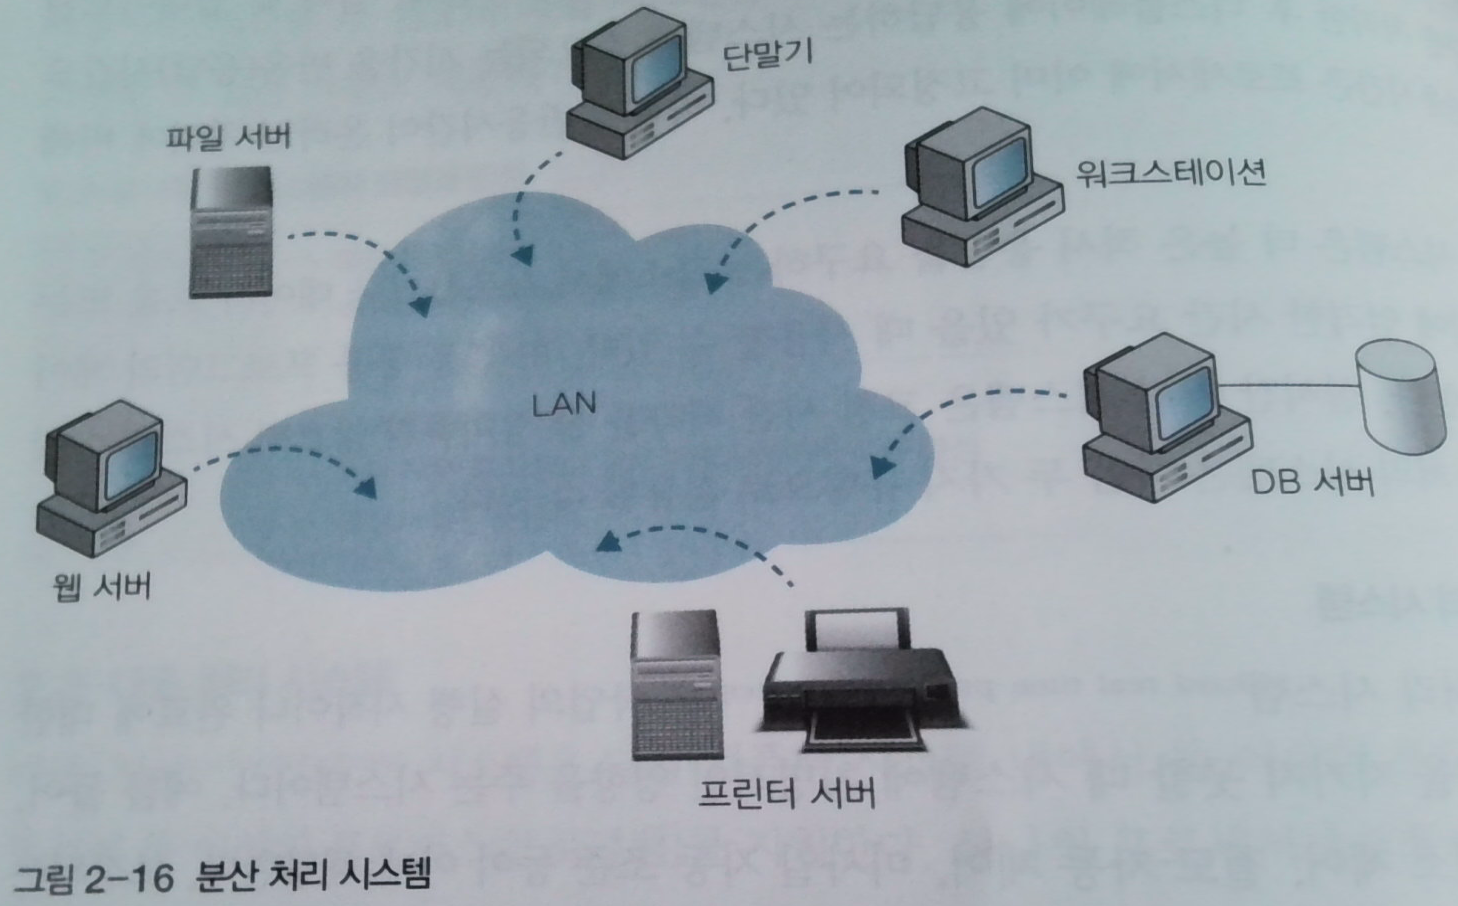 단말기
파일 서버
워크스테이션
LAN
DB 서버
웹 서버
프린터 서버
그림 2-16 분산 처리 시스템